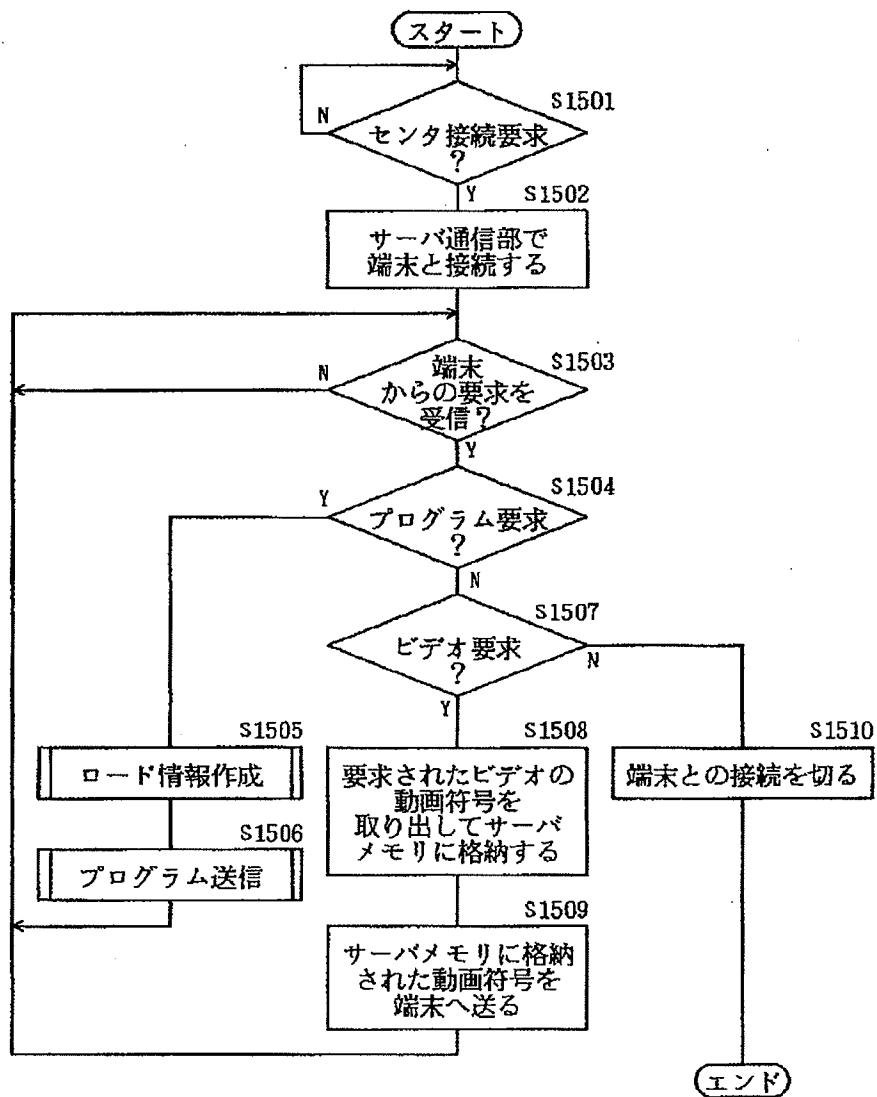 スタート
S1501
N
センタ接続要求
?
Y
S1502
サーバ通信部で
端末と接続する
S1503
N
端末
からの要求を
受信?
Y
S1504
Y
プログラム要求
?
N
S1507
ビデオ要求
?
N
Y
S1505
ロード情報作成
S1506
プログラム送信
S1508
要求されたビデオの
動画符号を
取り出してサーバ
メモリに格納する
S1509
サーバメモリに格納
された動画符号を
端末へ送る
S1510
端末との接続を切る
エンド